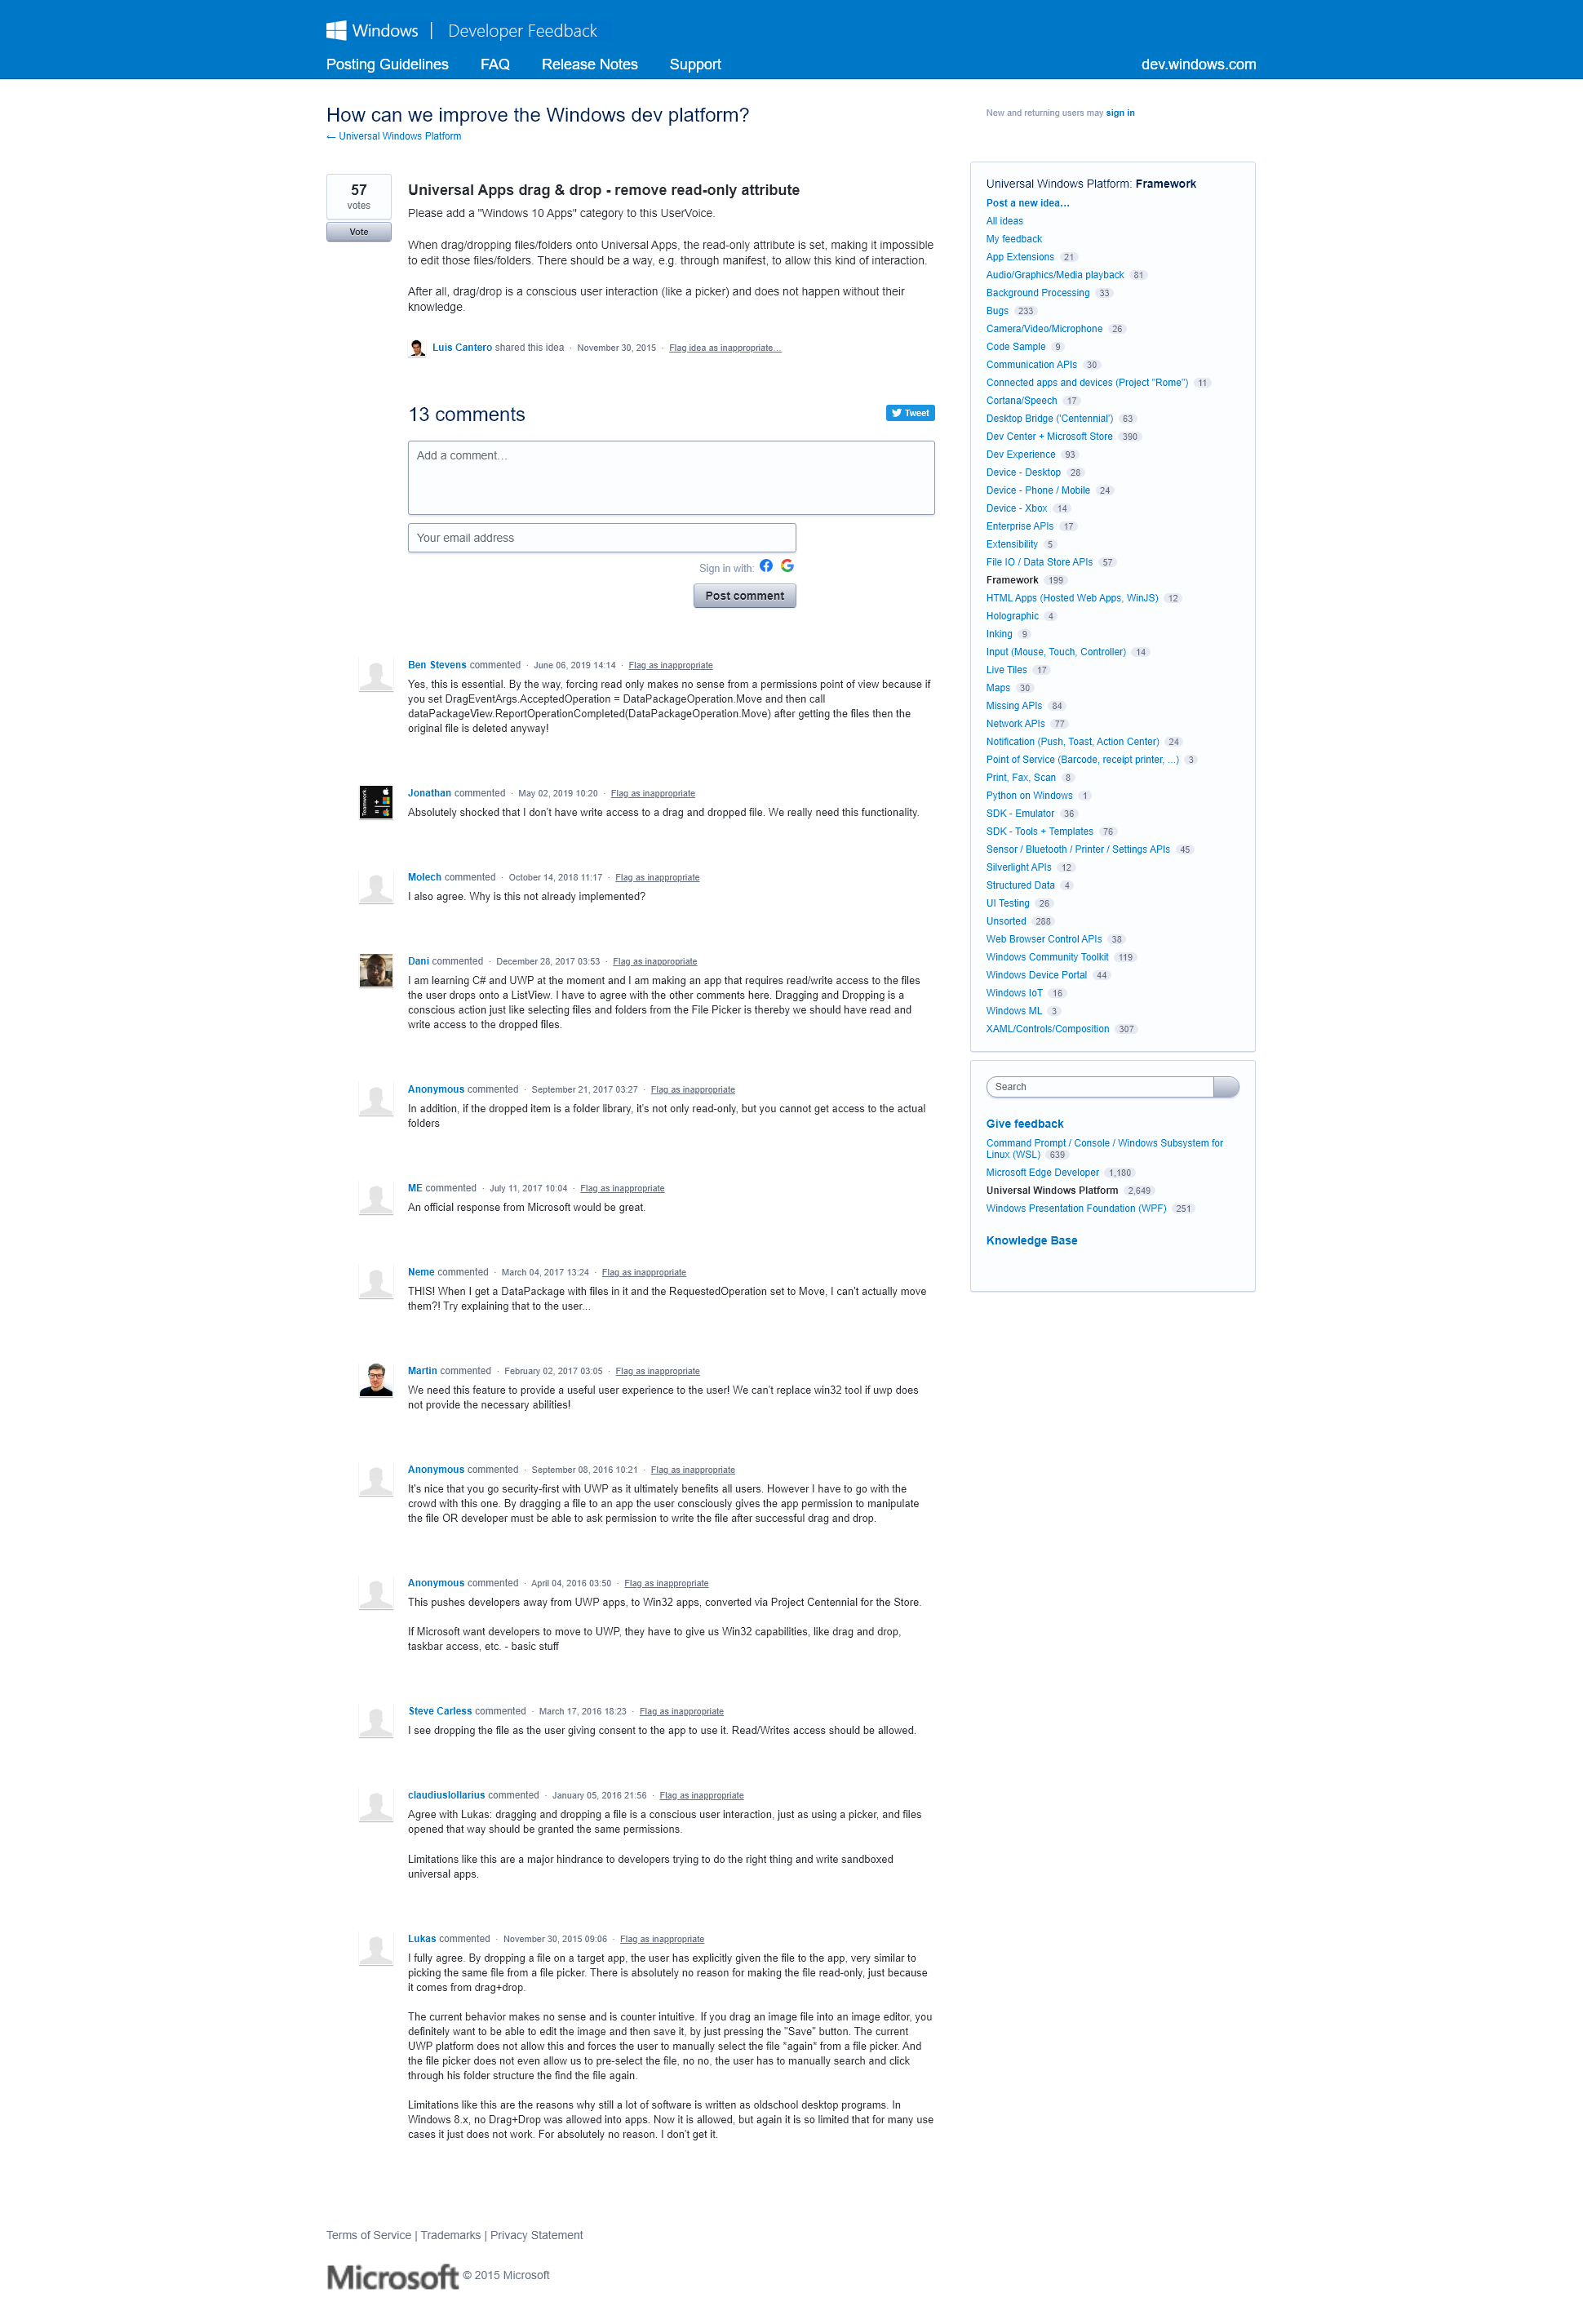 Windows | Developer Feedback
Posting Guidelines FAQ Release Notes Support dev.windows.com
How can we improve the Windows dev platform?
← Universal Windows Platform
New and returning users may sign in
57
votes
Vote
Universal Apps drag & drop - remove read-only attribute
Please add a "Windows 10 Apps" category to this UserVoice.
When drag/dropping files/folders onto Universal Apps, the read-only attribute is set, making it impossible
to edit those files/folders. There should be a way, e.g. through manifest, to allow this kind of interaction.
After all, drag/drop is a conscious user interaction (like a picker) and does not happen without their
knowledge.
Luis Cantero shared this idea · November 30, 2015 · Flag idea as inappropriate…
13 comments
Tweet
Add a comment…
Your email address
Sign in with:
Post comment
Ben Stevens commented · June 06, 2019 14:14 · Flag as inappropriate
Yes, this is essential. By the way, forcing read only makes no sense from a permissions point of view because if
you set DragEventArgs.AcceptedOperation = DataPackageOperation.Move and then call
dataPackageView.ReportOperationCompleted(DataPackageOperation.Move) after getting the files then the
original file is deleted anyway!
Teamwork.
Jonathan commented · May 02, 2019 10:20 · Flag as inappropriate
Absolutely shocked that I don't have write access to a drag and dropped file. We really need this functionality.
Molech commented · October 14, 2018 11:17 · Flag as inappropriate
I also agree. Why is this not already implemented?
Dani commented · December 28, 2017 03:53 · Flag as inappropriate
I am learning C# and UWP at the moment and I am making an app that requires read/write access to the files
the user drops onto a ListView. I have to agree with the other comments here. Dragging and Dropping is a
conscious action just like selecting files and folders from the File Picker is thereby we should have read and
write access to the dropped files.
Anonymous commented · September 21, 2017 03:27 · Flag as inappropriate
In addition, if the dropped item is a folder library, it's not only read-only, but you cannot get access to the actual
folders
ME commented · July 11, 2017 10:04 · Flag as inappropriate
An official response from Microsoft would be great.
Neme commented · March 04, 2017 13:24 · Flag as inappropriate
THIS! When I get a DataPackage with files in it and the RequestedOperation set to Move, I can't actually move
them?! Try explaining that to the user...
Martin commented · February 02, 2017 03:05 · Flag as inappropriate
We need this feature to provide a useful user experience to the user! We can't replace win32 tool if uwp does
not provide the necessary abilities!
Anonymous commented · September 08, 2016 10:21 · Flag as inappropriate
It's nice that you go security-first with UWP as it ultimately benefits all users. However I have to go with the
crowd with this one. By dragging a file to an app the user consciously gives the app permission to manipulate
the file OR developer must be able to ask permission to write the file after successful drag and drop.
Anonymous commented · April 04, 2016 03:50 · Flag as inappropriate
This pushes developers away from UWP apps, to Win32 apps, converted via Project Centennial for the Store.
If Microsoft want developers to move to UWP, they have to give us Win32 capabilities, like drag and drop,
taskbar access, etc. - basic stuff
Steve Carless commented · March 17, 2016 18:23 · Flag as inappropriate
I see dropping the file as the user giving consent to the app to use it. Read/Writes access should be allowed.
claudiuslollarius commented · January 05, 2016 21:56 · Flag as inappropriate
Agree with Lukas: dragging and dropping a file is a conscious user interaction, just as using a picker, and files
opened that way should be granted the same permissions.
Limitations like this are a major hindrance to developers trying to do the right thing and write sandboxed
universal apps.
Lukas commented · November 30, 2015 09:06 · Flag as inappropriate
I fully agree. By dropping a file on a target app, the user has explicitly given the file to the app, very similar to
picking the same file from a file picker. There is absolutely no reason for making the file read-only, just because
it comes from drag+drop.
The current behavior makes no sense and is counter intuitive. If you drag an image file into an image editor, you
definitely want to be able to edit the image and then save it, by just pressing the "Save" button. The current
UWP platform does not allow this and forces the user to manually select the file "again" from a file picker. And
the file picker does not even allow us to pre-select the file, no no, the user has to manually search and click
through his folder structure the find the file again.
Limitations like this are the reasons why still a lot of software is written as oldschool desktop programs. In
Windows 8.x, no Drag+Drop was allowed into apps. Now it is allowed, but again it is so limited that for many use
cases it just does not work. For absolutely no reason. I don't get it.
Universal Windows Platform: Framework
Post a new idea…
All ideas
My feedback
App Extensions 21
Audio/Graphics/Media playback 81
Background Processing 33
Bugs 233
Camera/Video/Microphone 26
Code Sample 9
Communication APIs 30
Connected apps and devices (Project "Rome") 11
Cortana/Speech 17
Desktop Bridge ('Centennial') 63
Dev Center + Microsoft Store 390
Dev Experience 93
Device - Desktop 28
Device - Phone / Mobile 24
Device - Xbox 14
Enterprise APIs 17
Extensibility 5
File IO / Data Store APIs 57
Framework 199
HTML Apps (Hosted Web Apps, WinJS) 12
Holographic 4
Inking 9
Input (Mouse, Touch, Controller) 14
Live Tiles 17
Maps 30
Missing APIs 84
Network APIs 77
Notification (Push, Toast, Action Center) 24
Point of Service (Barcode, receipt printer, ...) 3
Print, Fax, Scan 8
Python on Windows 1
SDK - Emulator 36
SDK - Tools + Templates 76
Sensor / Bluetooth / Printer / Settings APIs 45
Silverlight APIs 12
Structured Data 4
UI Testing 26
Unsorted 288
Web Browser Control APIs 38
Windows Community Toolkit 119
Windows Device Portal 44
Windows IoT 16
Windows ML 3
XAML/Controls/Composition 307
Search
Give feedback
Command Prompt / Console / Windows Subsystem for
Linux (WSL) 639
Microsoft Edge Developer 1,180
Universal Windows Platform 2,649
Windows Presentation Foundation (WPF) 251
Knowledge Base
Terms of Service | Trademarks | Privacy Statement
Microsoft © 2015 Microsoft